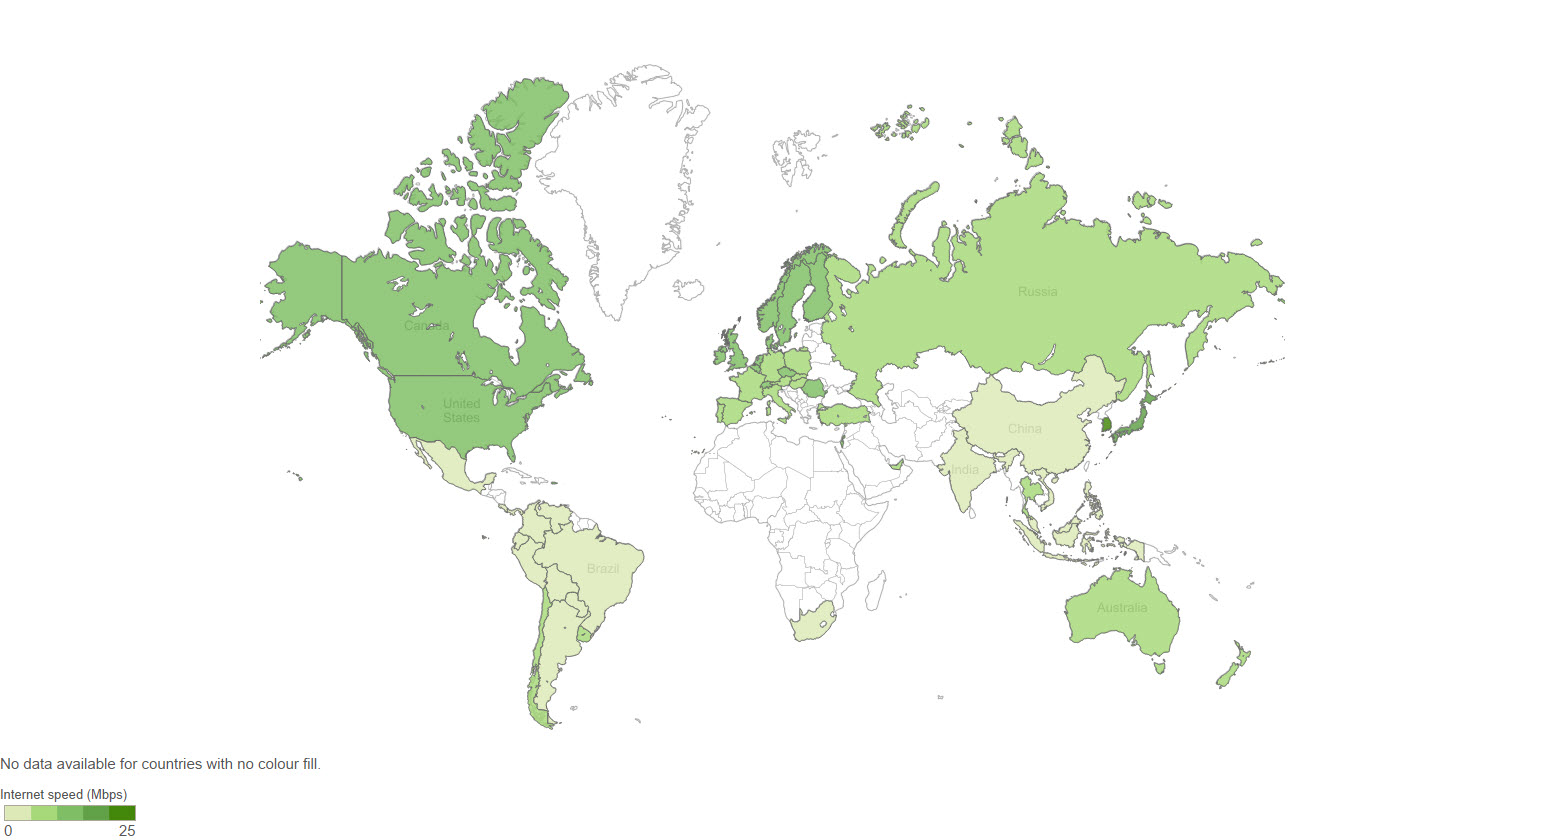 Russia
Canada
United
States
China
India
Brazil
Australia
No data available for countries with no colour fill.
Internet speed (Mbps)
0 25